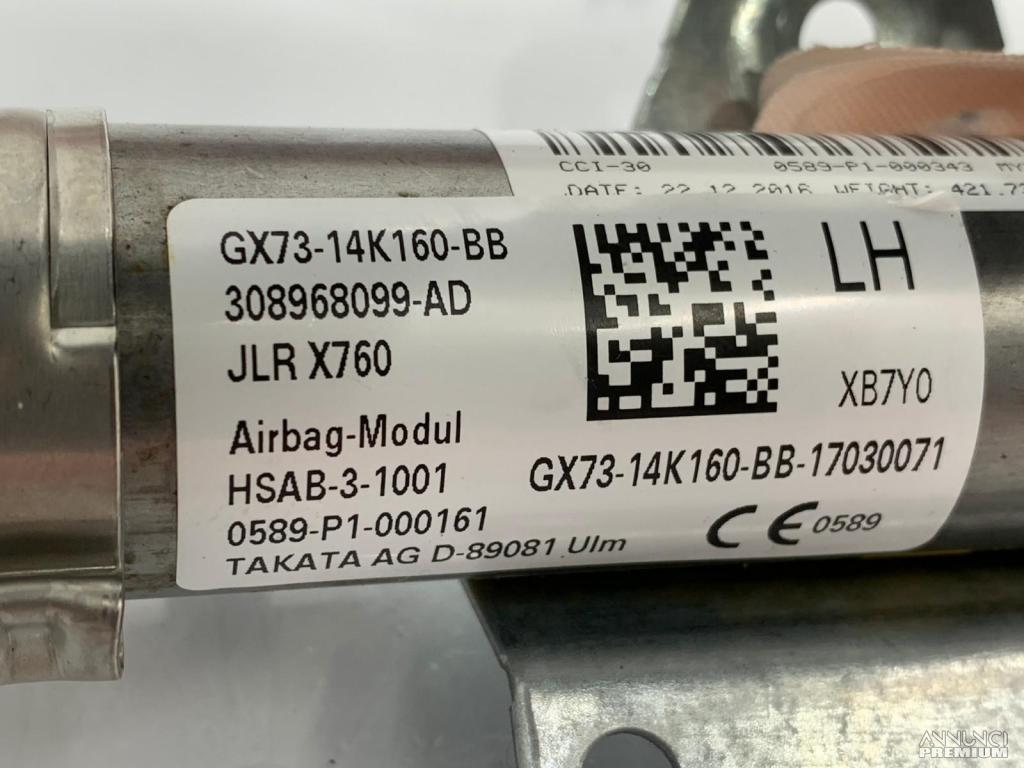 CCI-30 0589-P1-000343
DATE: 22.12.2016 WEIGHT: 421.7
GX73-14K160-BB
LH
308968099-AD
JLR X760
XB7Y0
Airbag-Modul
HSAB-3-1001
GX73-14K160-BB-17030071
0589-P1-000161
CE 0589
TAKATA AG D-89081 Ulm
ANNUNCI
PREMIUM